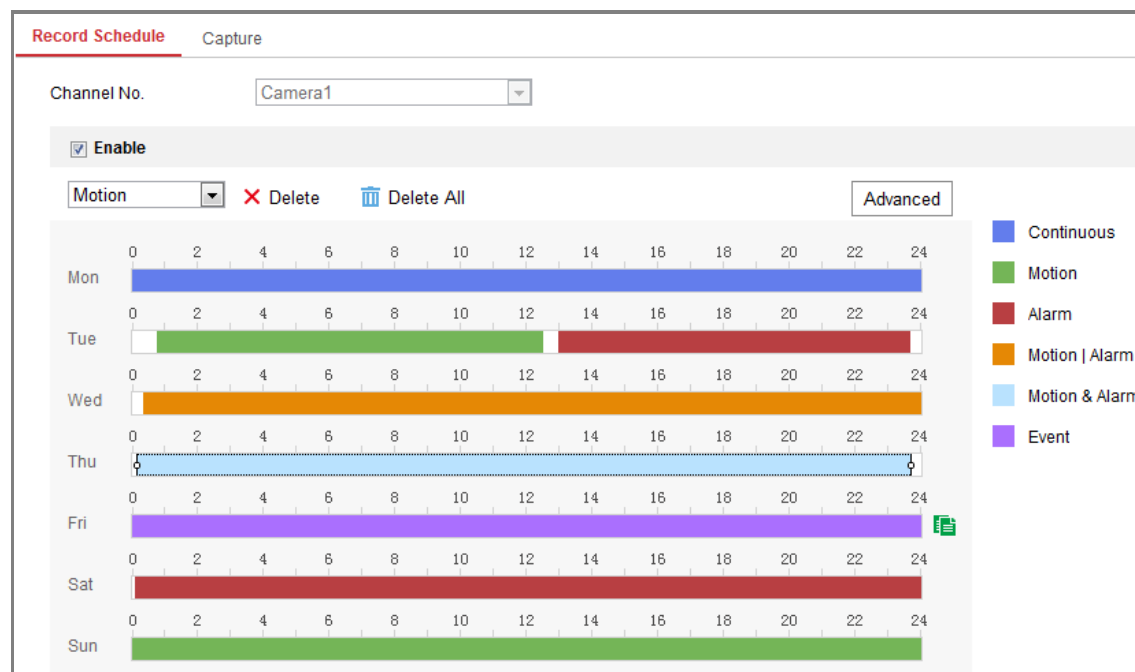 Record Schedule Capture
Channel No. Camera1
Enable
Motion Delete Delete All Advanced
Continuous
Motion
Alarm
Motion | Alarm
Motion & Alarm
Event
0 2 4 6 8 10 12 14 16 18 20 22 24
Mon
0 2 4 6 8 10 12 14 16 18 20 22 24
Tue
0 2 4 6 8 10 12 14 16 18 20 22 24
Wed
0 2 4 6 8 10 12 14 16 18 20 22 24
Thu
0 2 4 6 8 10 12 14 16 18 20 22 24
Fri
0 2 4 6 8 10 12 14 16 18 20 22 24
Sat
0 2 4 6 8 10 12 14 16 18 20 22 24
Sun